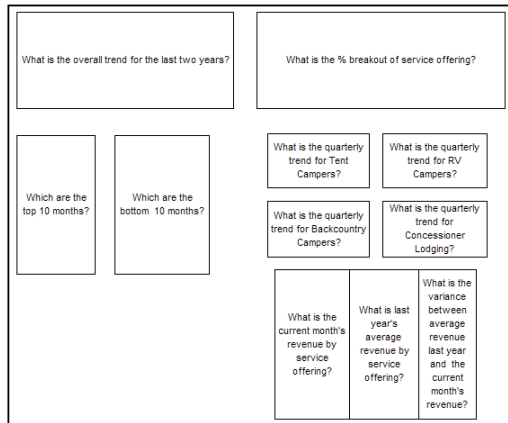 What is the overall trend for the last two years?
What is the % breakout of service offering?
Which are the
top 10 months?
Which are the
bottom 10 months?
What is the quarterly
trend for Tent
Campers?
What is the quarterly
trend for RV
Campers?
What is the quarterly
trend for Backcountry
Campers?
What is the quarterly
trend for
Concessioner
Lodging?
What is the
current month's
revenue by
service
offering?
What is last
year's
average
revenue by
service
offering?
What is the
variance
between
average
revenue
last year
and the
current
month's
revenue?